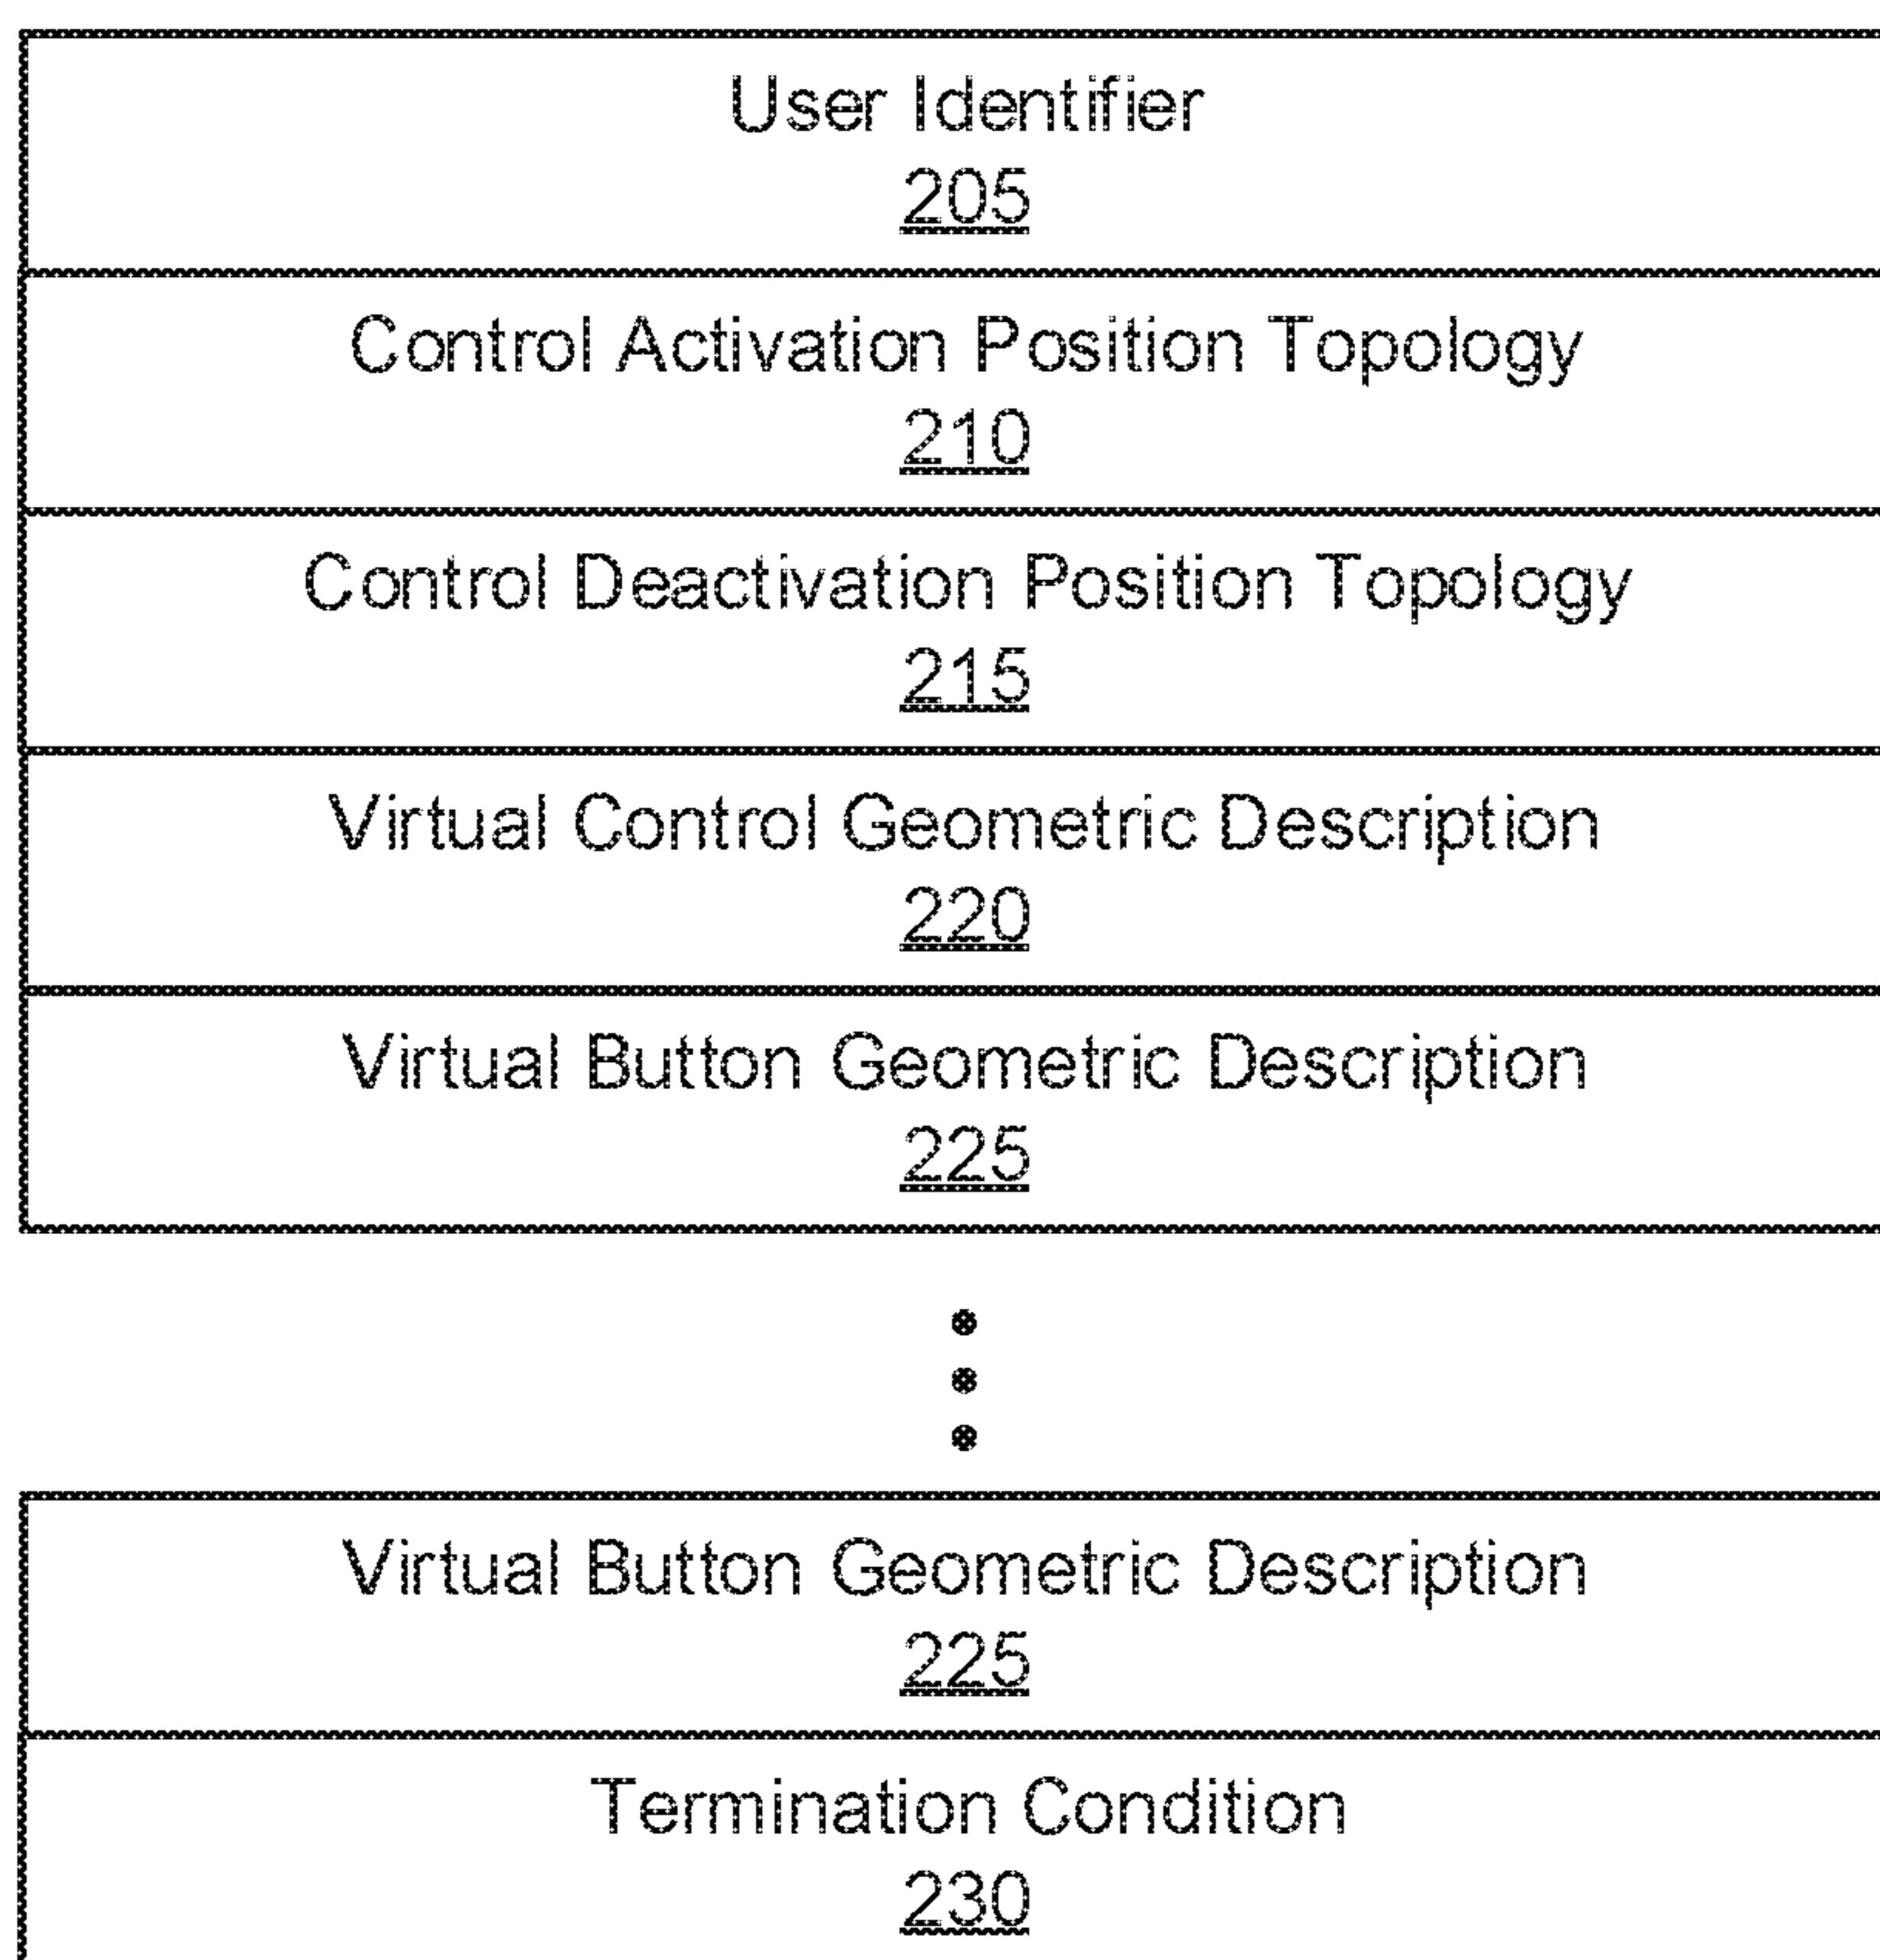 User Identifier
205
Control Activation Position Topology
210
Control Deactivation Position Topology
215
Virtual Control Geometric Description
220
Virtual Button Geometric Description
225
Virtual Button Geometric Description
225
Termination Condition
230